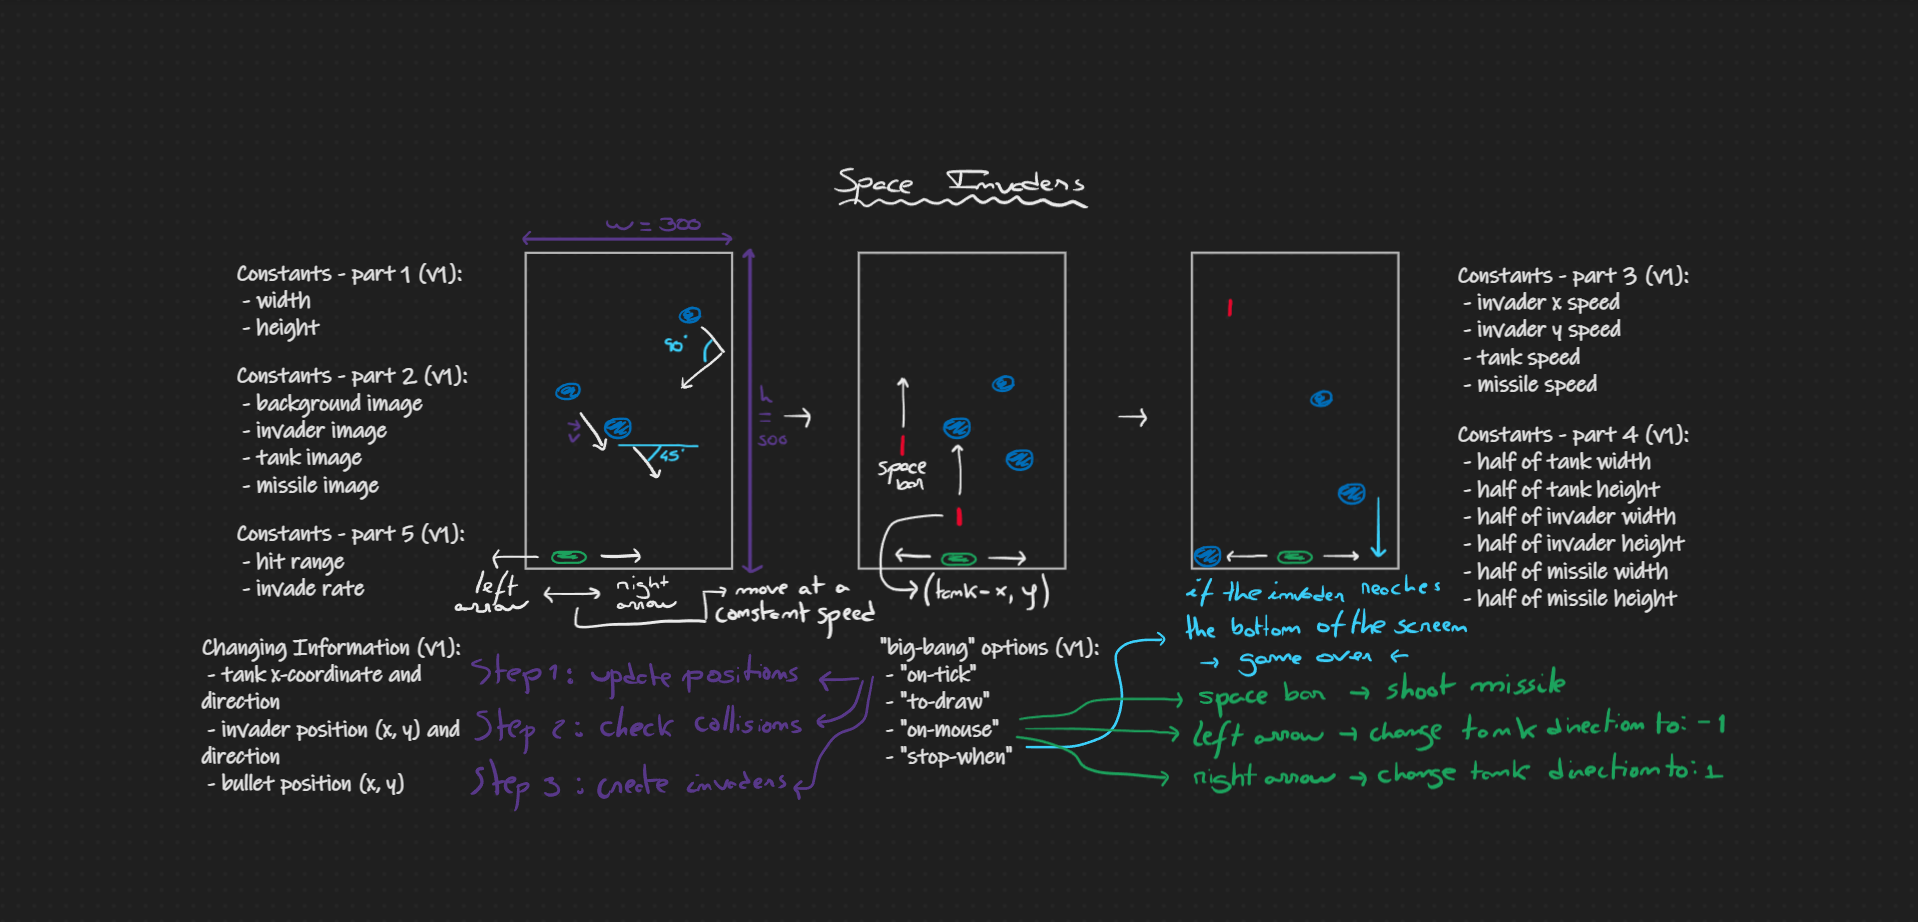 Space Invaders
w = 300
Constants - part 1 (v1):
- width
- height
Constants - part 2 (v1):
- background image
- invader image
- tank image
- missile image
Constants - part 5 (v1):
- hit range
- invade rate
90°
v
45°
h
=
500
left
arrow
right
arrow
move at a
constant speed
space
bar
(tank-x, y)
Constants - part 3 (v1):
- invader x speed
- invader y speed
- tank speed
- missile speed
Constants - part 4 (v1):
- half of tank width
- half of tank height
- half of invader width
- half of invader height
- half of missile width
- half of missile height
if the invader reaches
the bottom of the screen
→ game over ←
Changing Information (v1):
- tank x-coordinate and
direction
- invader position (x, y) and
direction
- bullet position (x, y)
Step 1: update positions
Step 2: check collisions
Step 3: create invaders
"big-bang" options (v1):
- "on-tick"
- "to-draw"
- "on-mouse"
- "stop-when"
space bar → shoot missile
left arrow → change tank direction to: -1
right arrow → change tank direction to: 1